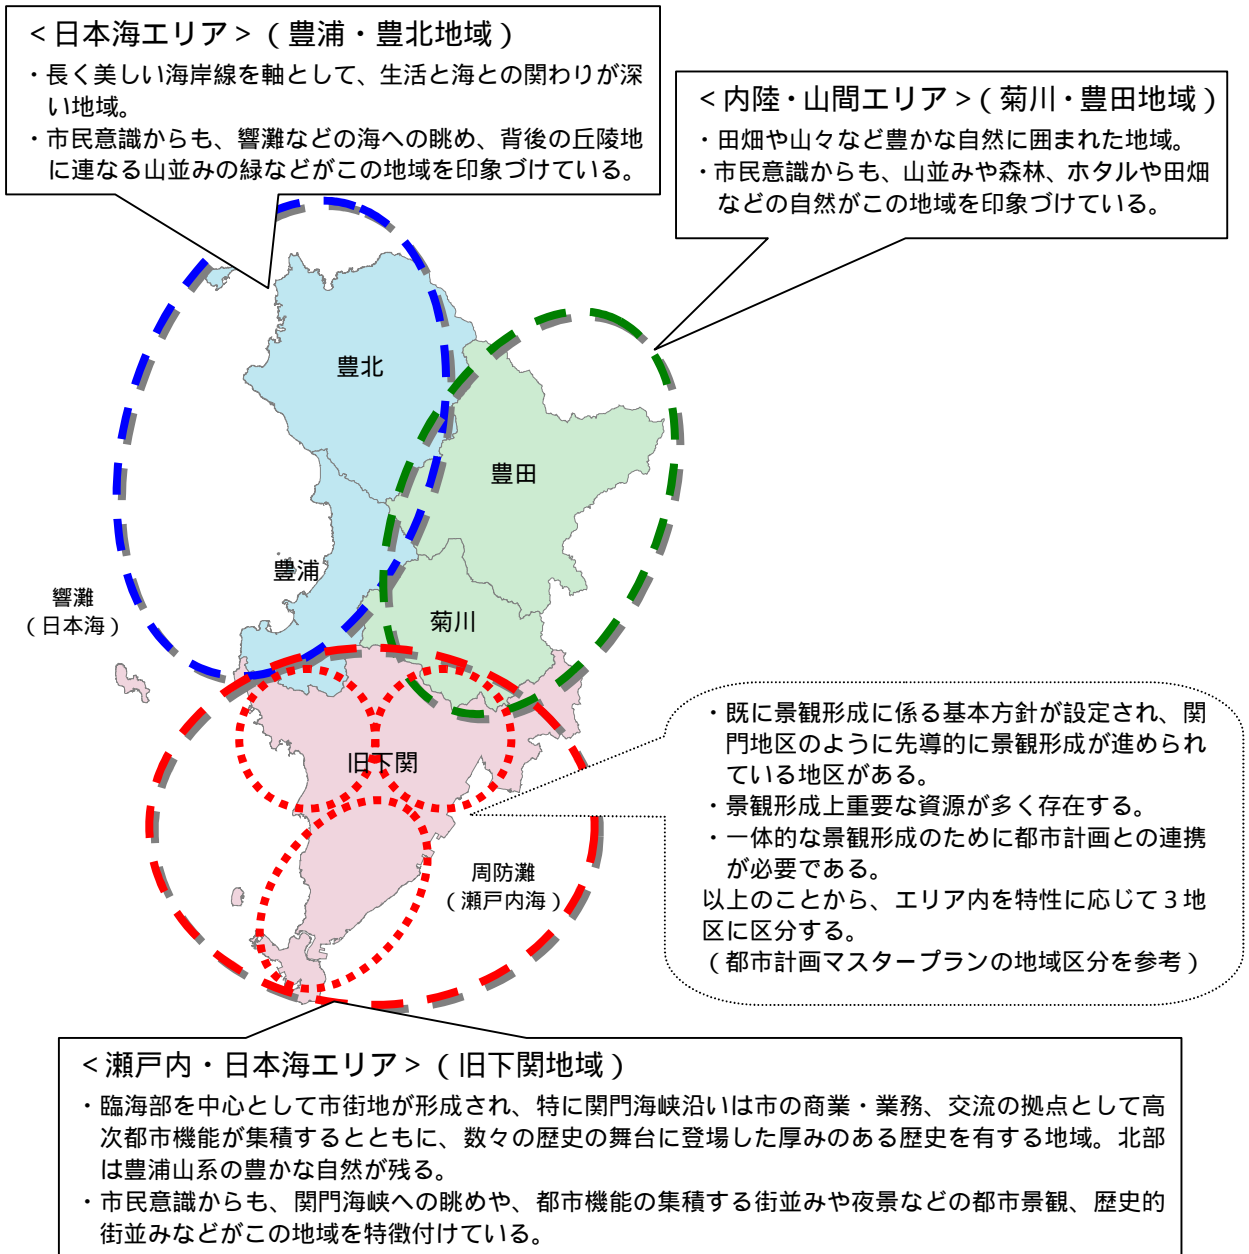 ＜日本海エリア＞（豊浦・豊北地域）
・長く美しい海岸線を軸として、生活と海との関わりが深
い地域。
・市民意識からも、響灘などの海への眺め、背後の丘陵地
に連なる山並みの緑などがこの地域を印象づけている。
＜内陸・山間エリア＞（菊川・豊田地域）
・田畑や山々など豊かな自然に囲まれた地域。
・市民意識からも、山並みや森林、ホタルや田畑
などの自然がこの地域を印象づけている。
豊北
豊田
豊浦
響灘
（日本海）
菊川
旧下関
周防灘
（瀬戸内海）
・既に景観形成に係る基本方針が設定され、関
門地区のように先導的に景観形成が進められ
ている地区がある。
・景観形成上重要な資源が多く存在する。
・一体的な景観形成のために都市計画との連携
が必要である。
以上のことから、エリア内を特性に応じて３地
区に区分する。
（都市計画マスタープランの地域区分を参考）
＜瀬戸内・日本海エリア＞（旧下関地域）
・臨海部を中心として市街地が形成され、特に関門海峡沿いは市の商業・業務、交流の拠点として高
次都市機能が集積するとともに、数々の歴史の舞台に登場した厚みのある歴史を有する地域。北部
は豊浦山系の豊かな自然が残る。
・市民意識からも、関門海峡への眺めや、都市機能の集積する街並みや夜景などの都市景観、歴史的
街並みなどがこの地域を特徴付けている。